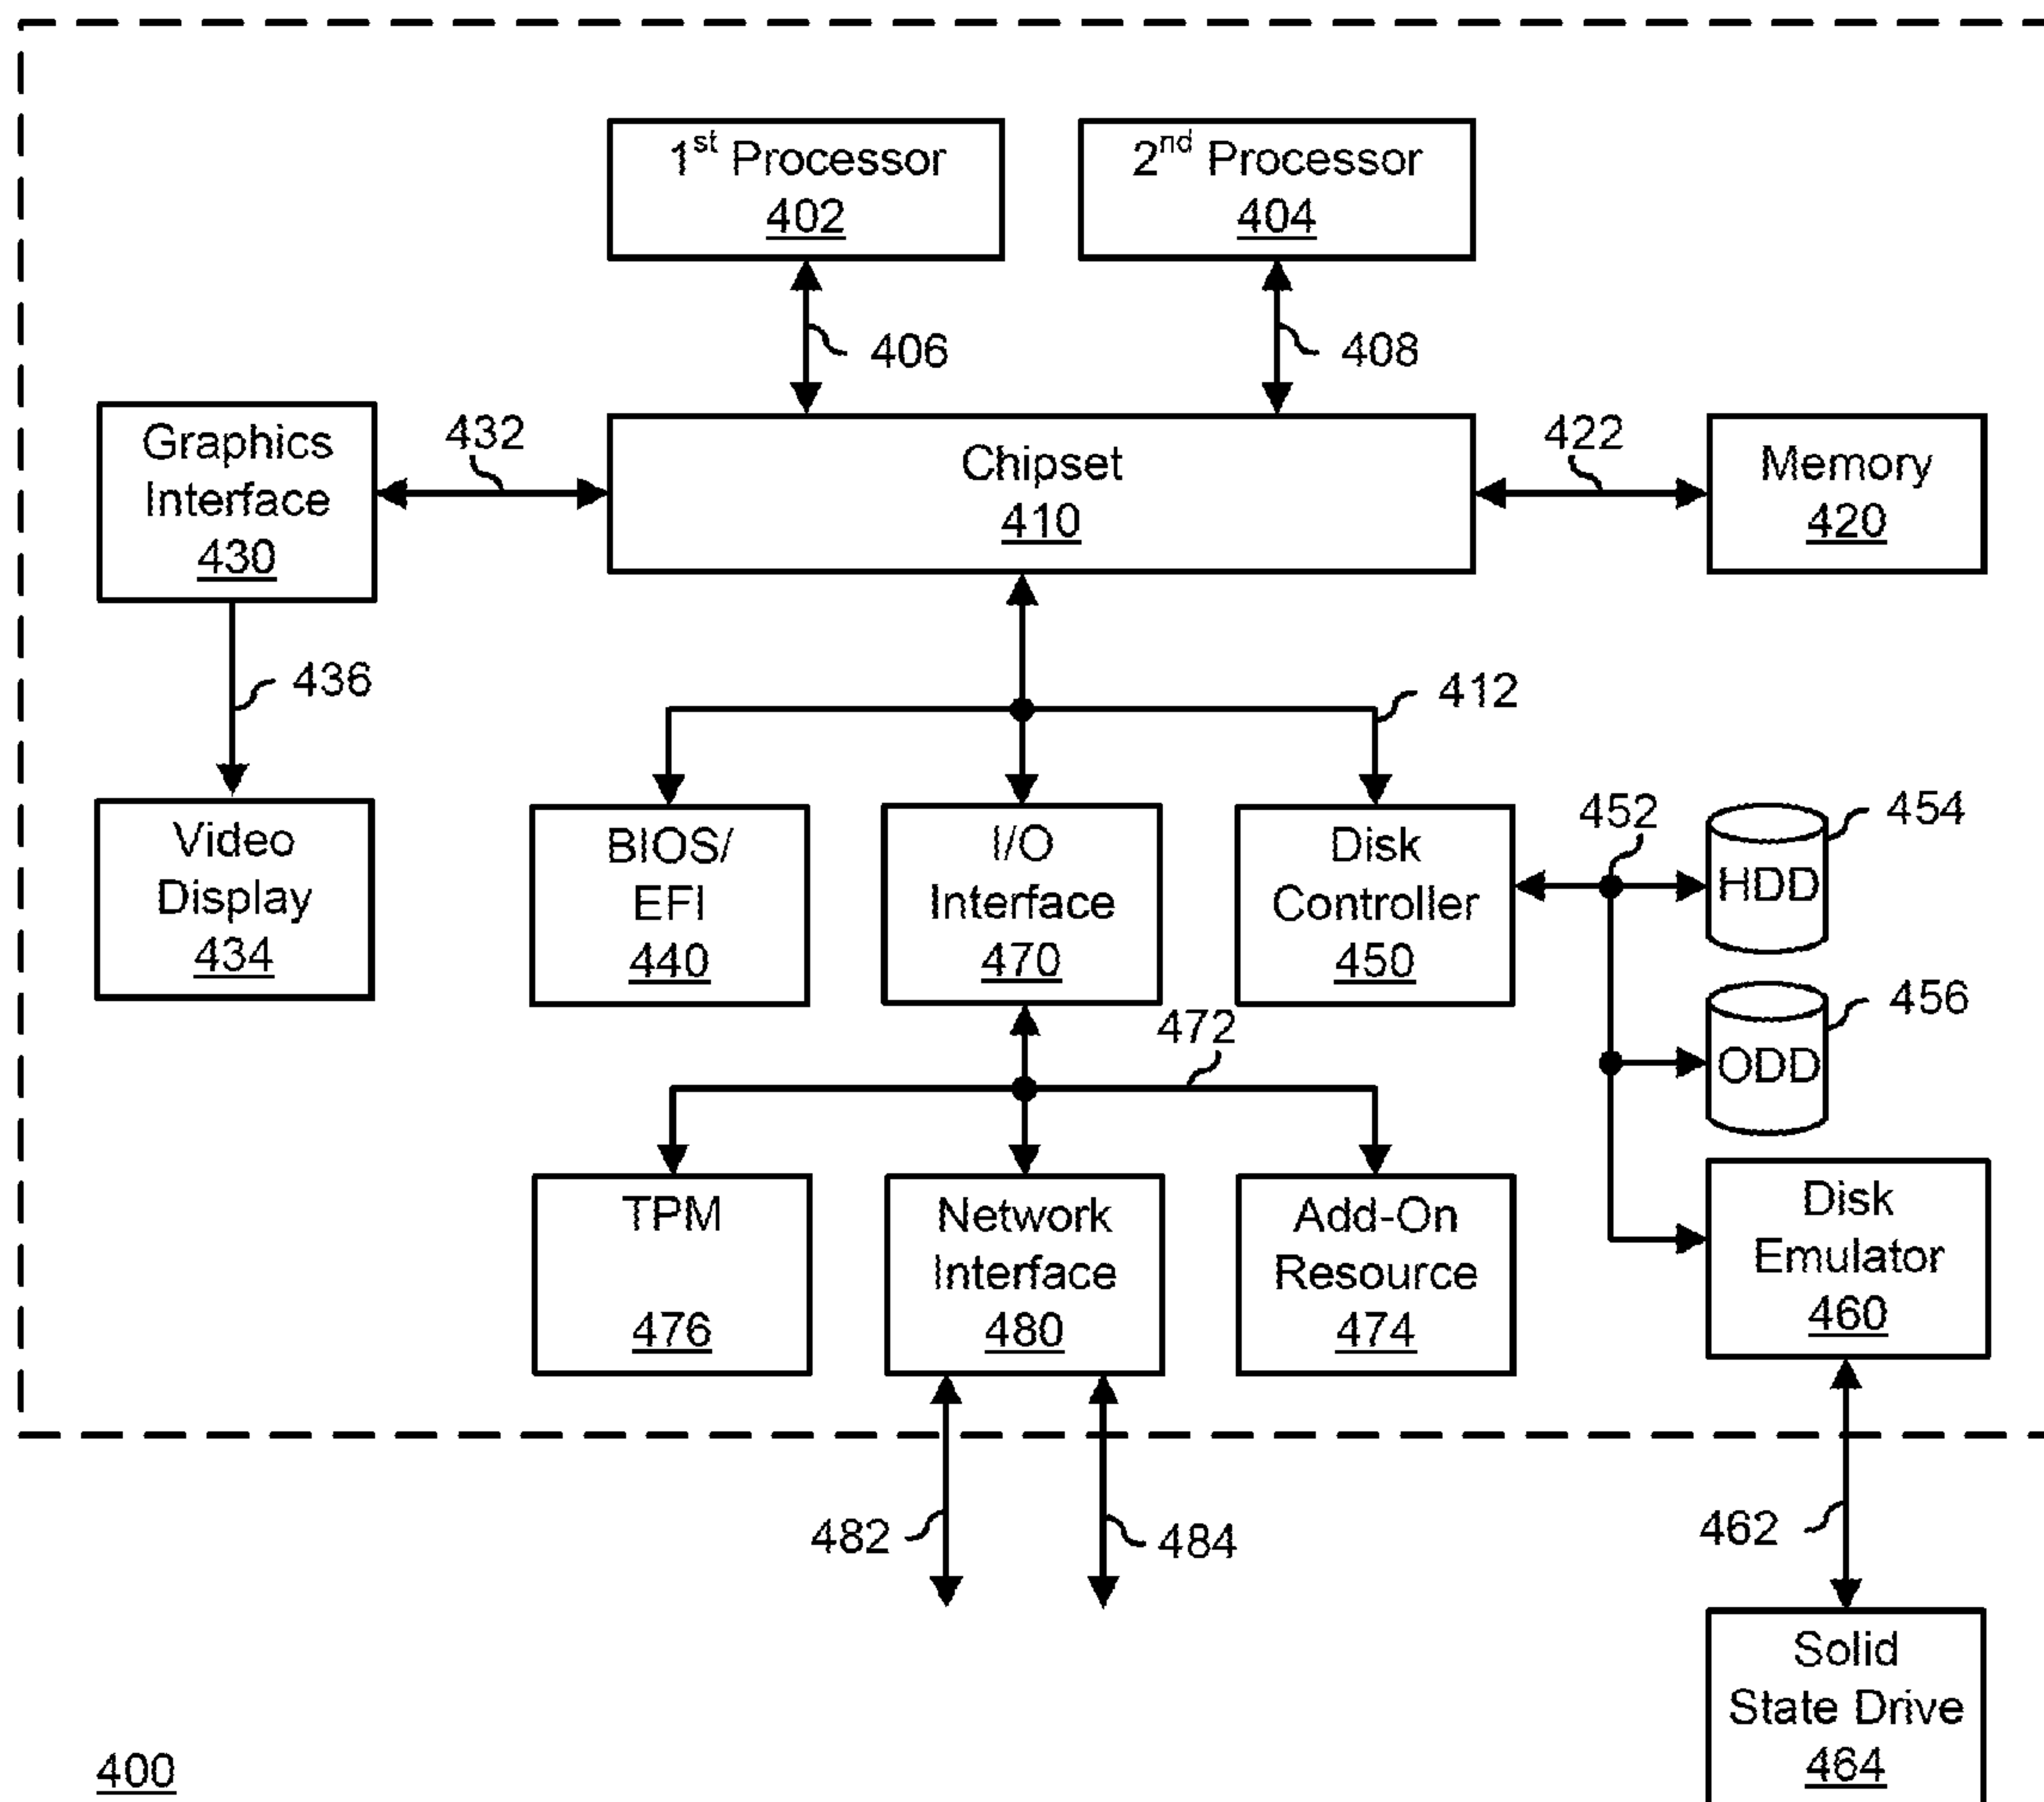 1st Processor
402
2nd Processor
404
406
408
Graphics
Interface
430
432
Chipset
410
422
Memory
420
436
412
Video
Display
434
BIOS/
EFI
440
I/O
Interface
470
Disk
Controller
450
452
454
HDD
456
ODD
472
TPM
476
Network
Interface
480
Add-On
Resource
474
Disk
Emulator
460
482
484
462
Solid
State Drive
464
400